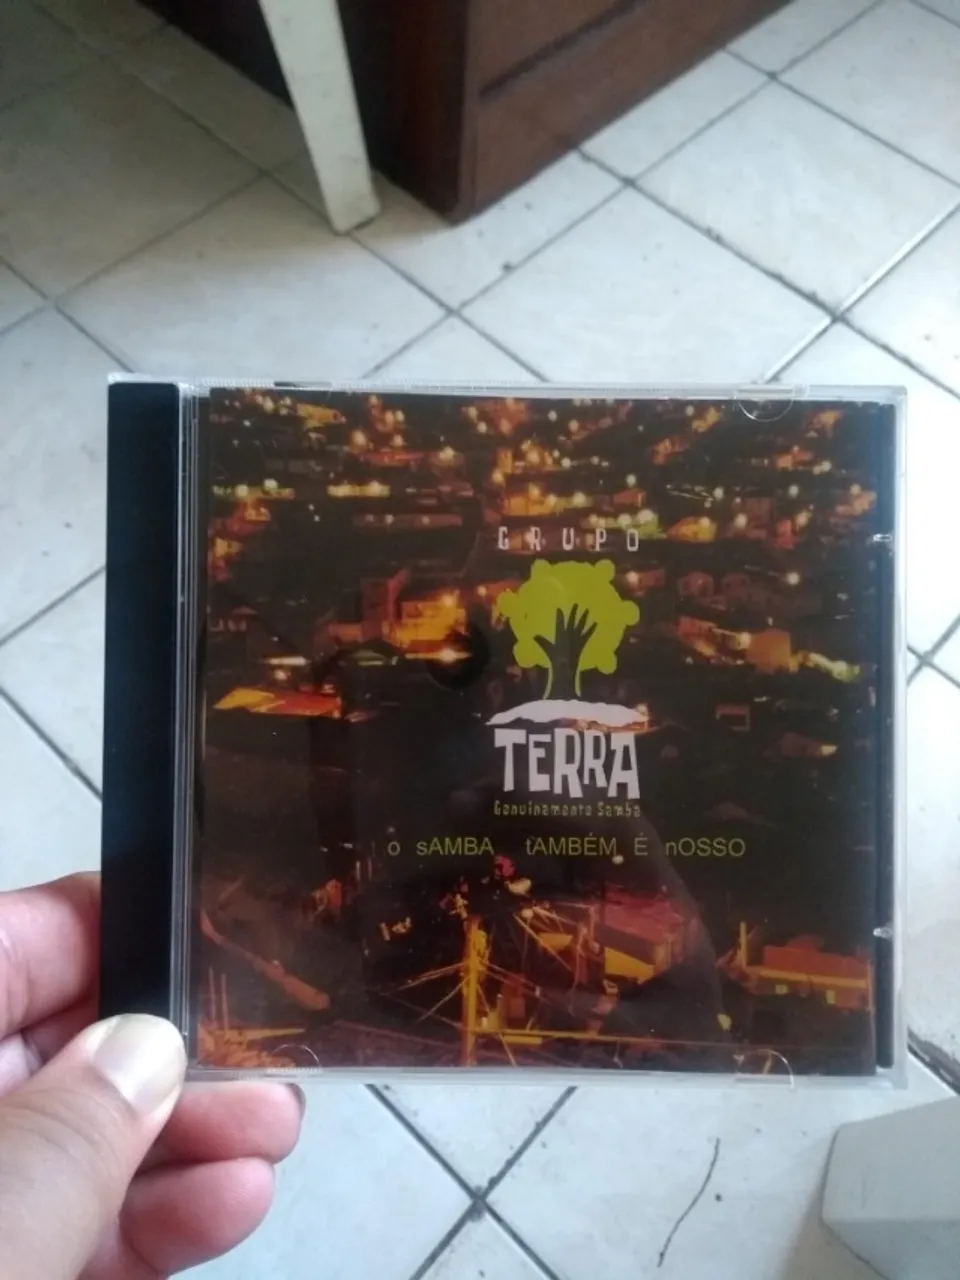 GRUPO
TERRA
Genuinamente Samba
o sAMBA tAMBÉM É nOSSO